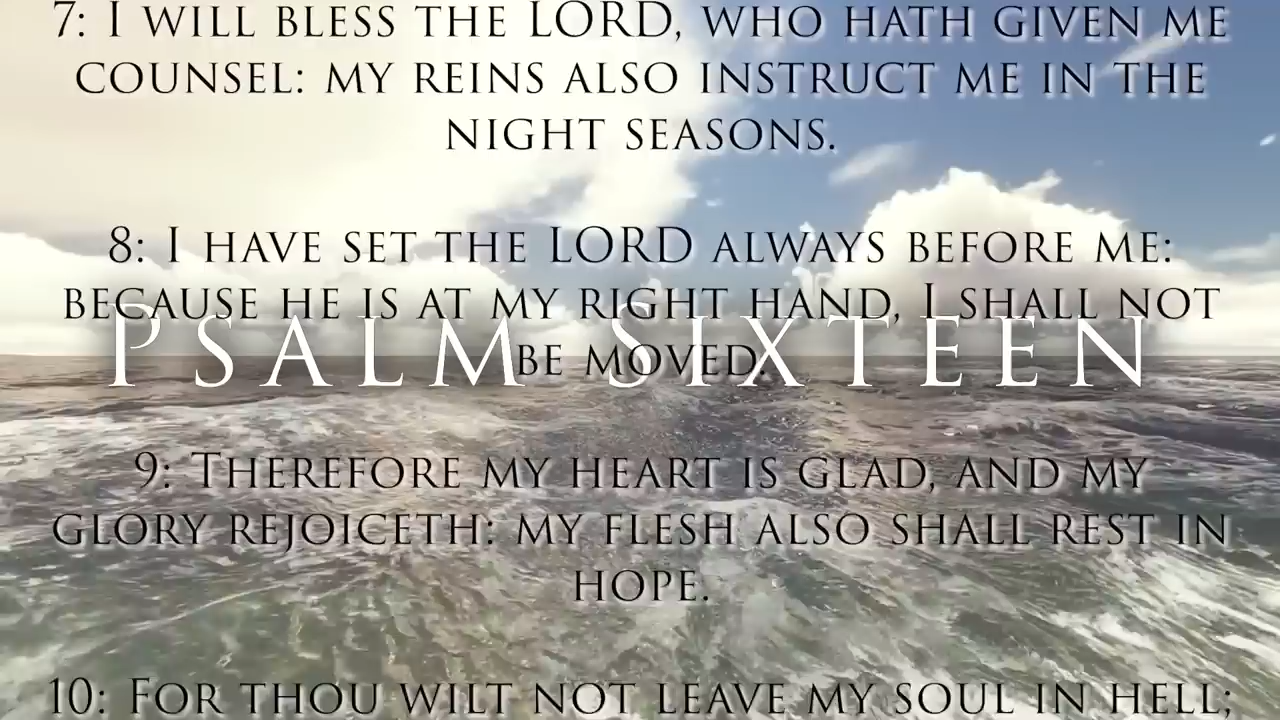 7: I WILL BLESS THE LORD, WHO HATH GIVEN ME
COUNSEL: MY REINS ALSO INSTRUCT ME IN THE
NIGHT SEASONS.
8: I HAVE SET THE LORD ALWAYS BEFORE ME:
BECAUSE HE IS AT MY RIGHT HAND, I SHALL NOT
BE MOVED.
PSALM SIXTEEN
9: THEREFORE MY HEART IS GLAD, AND MY
GLORY REJOICETH: MY FLESH ALSO SHALL REST IN
HOPE.
10: FOR THOU WILT NOT LEAVE MY SOUL IN HELL;